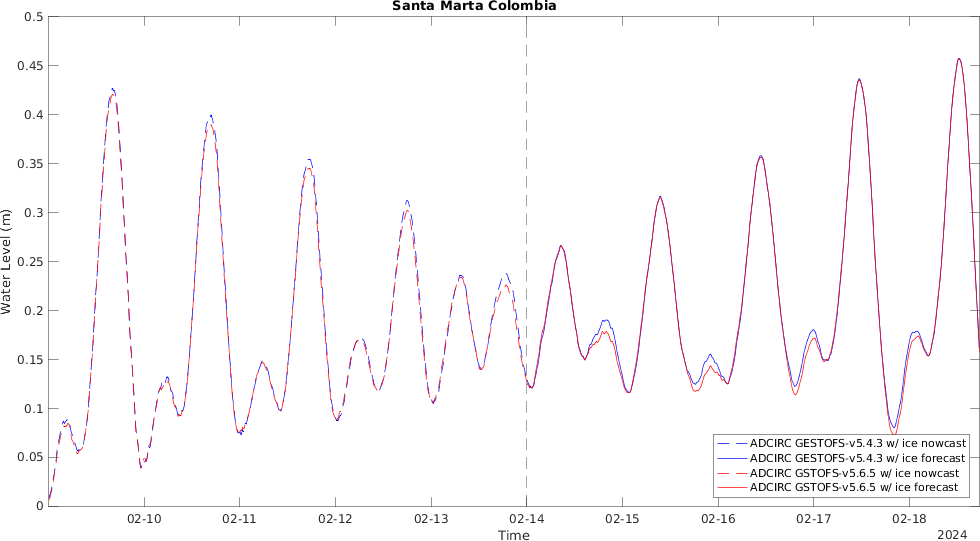 Santa Marta Colombia
0.5
0.45
0.4
0.35
0.3
0.25
0.2
0.15
0.1
0.05
0
Water Level (m)
ADCIRC GESTOFS-v5.4.3 w/ ice nowcast
ADCIRC GESTOFS-v5.4.3 w/ ice forecast
ADCIRC GSTOFS-v5.6.5 w/ ice nowcast
ADCIRC GSTOFS-v5.6.5 w/ ice forecast
02-10 02-11 02-12 02-13 02-14 02-15 02-16 02-17 02-18
Time
2024